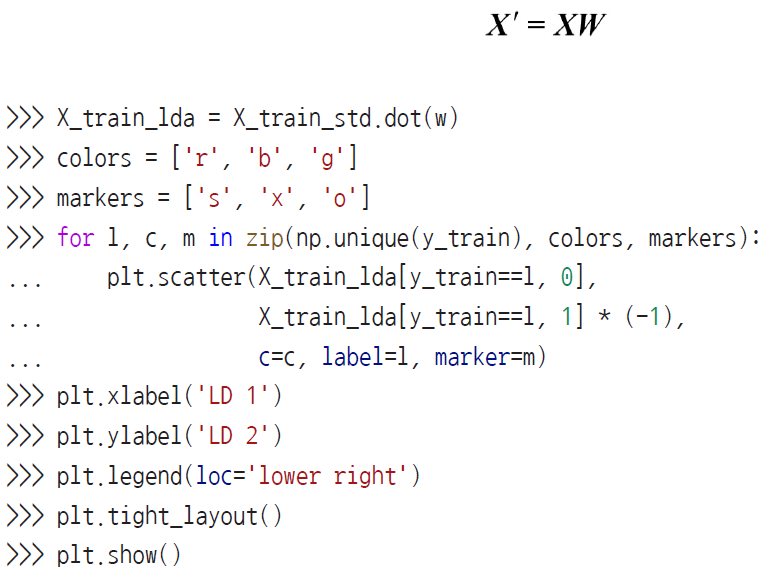 X′ = XW
>>> X_train_lda = X_train_std.dot(w)
>>> colors = ['r', 'b', 'g']
>>> markers = ['s', 'x', 'o']
>>> for l, c, m in zip(np.unique(y_train), colors, markers):
...     plt.scatter(X_train_lda[y_train==l, 0],
...                 X_train_lda[y_train==l, 1] * (-1),
...                 c=c, label=l, marker=m)
>>> plt.xlabel('LD 1')
>>> plt.ylabel('LD 2')
>>> plt.legend(loc='lower right')
>>> plt.tight_layout()
>>> plt.show()